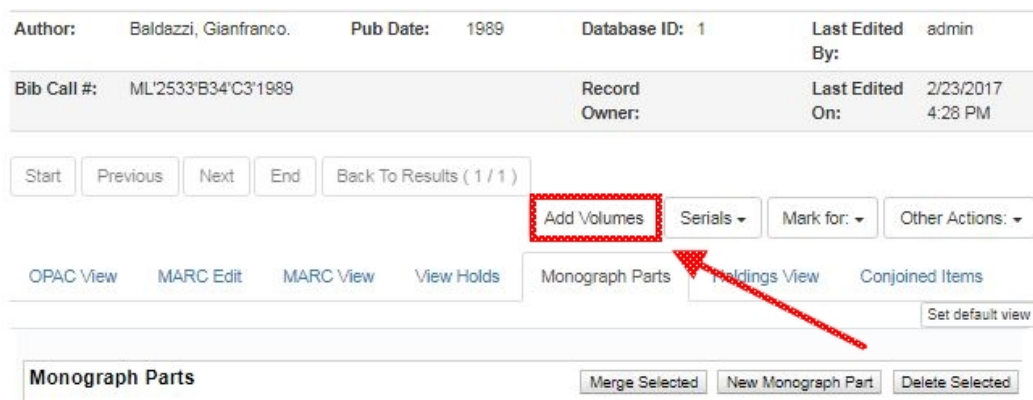 Author: Baldazzi, Gianfranco. Pub Date: 1989 Database ID: 1 Last Edited By: admin
Bib Call #: ML'2533'B34'C3'1989 Record Owner: Last Edited On: 2/23/2017 4:28 PM
Start Previous Next End Back To Results ( 1 / 1 )
Add Volumes Serials Mark for: Other Actions:
OPAC View MARC Edit MARC View View Holds Monograph Parts Holdings View Conjoined Items
Set default view
Monograph Parts Merge Selected New Monograph Part Delete Selected